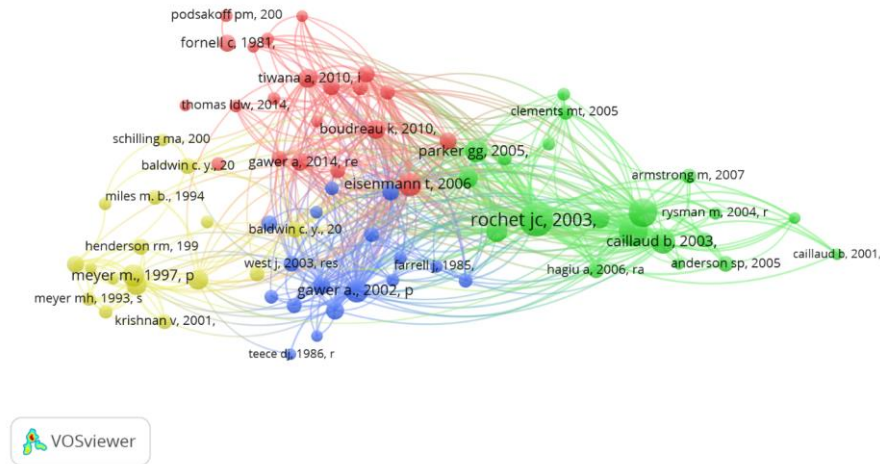 podsakoff pm, 200
fornell c. 1981,
tiwana a, 2010, i
thomas ldw, 2014,
clements mt, 2005
boudreau k, 2010,
schilling ma, 200
parker gg, 2005,
baldwin c. y., 20
gawer a, 2014, re
eisenmann t, 2006
armstrong m, 2007
miles m. b., 1994
rochet jc, 2003,
rysman m, 2004, r
baldwin c. y., 20
caillaud b, 2003,
henderson rm, 199
caillaud b, 2001,
west j, 2003, res
farrell j, 1985,
anderson sp, 2005
meyer m., 1997, p
hagiu a, 2006, ra
gawer a., 2002, p
meyer mh, 1993, s
krishnan v, 2001,
teece dj, 1986, r
VOSviewer